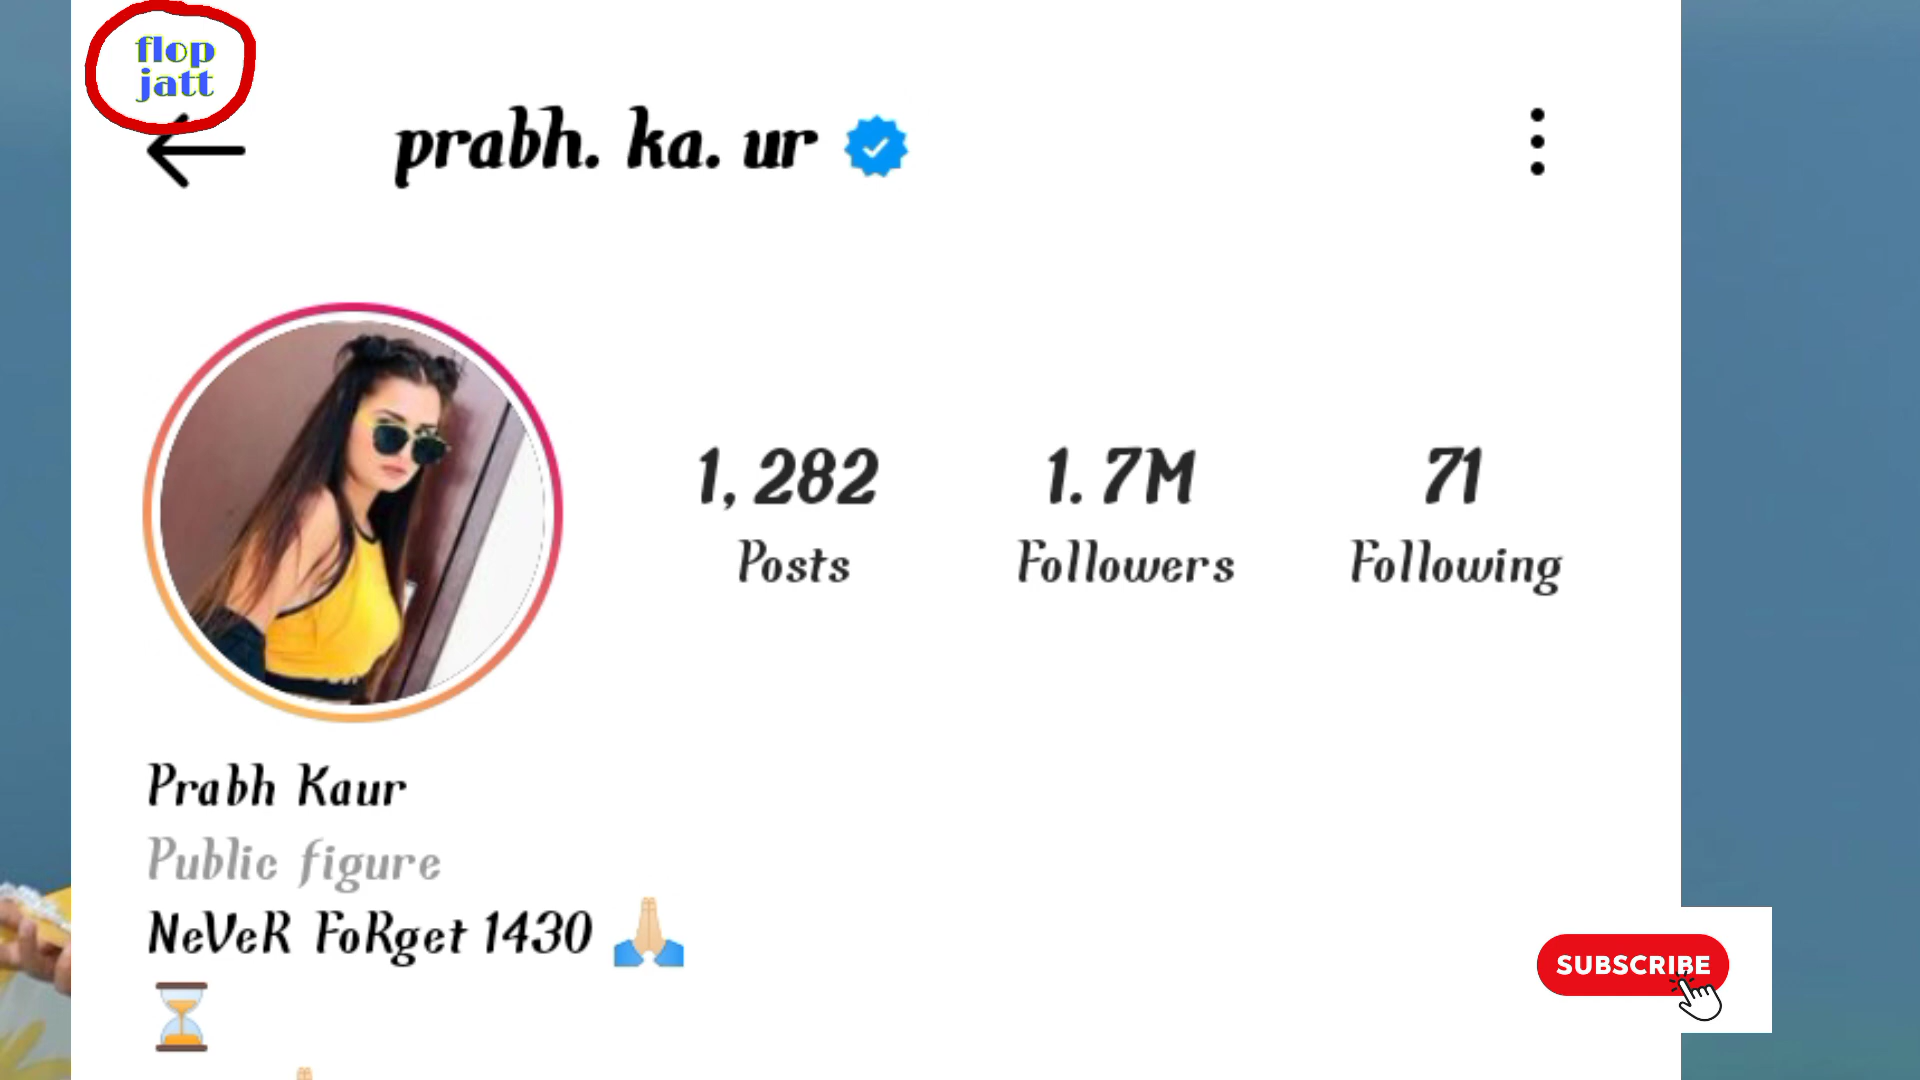 flop
jatt
prabh. ka. ur
1, 282
Posts
1. 7M
Followers
71
Following
Prabh Kaur
Public figure
NeVeR FoRget 1430 🙏🏻
⏳
SUBSCRIBE